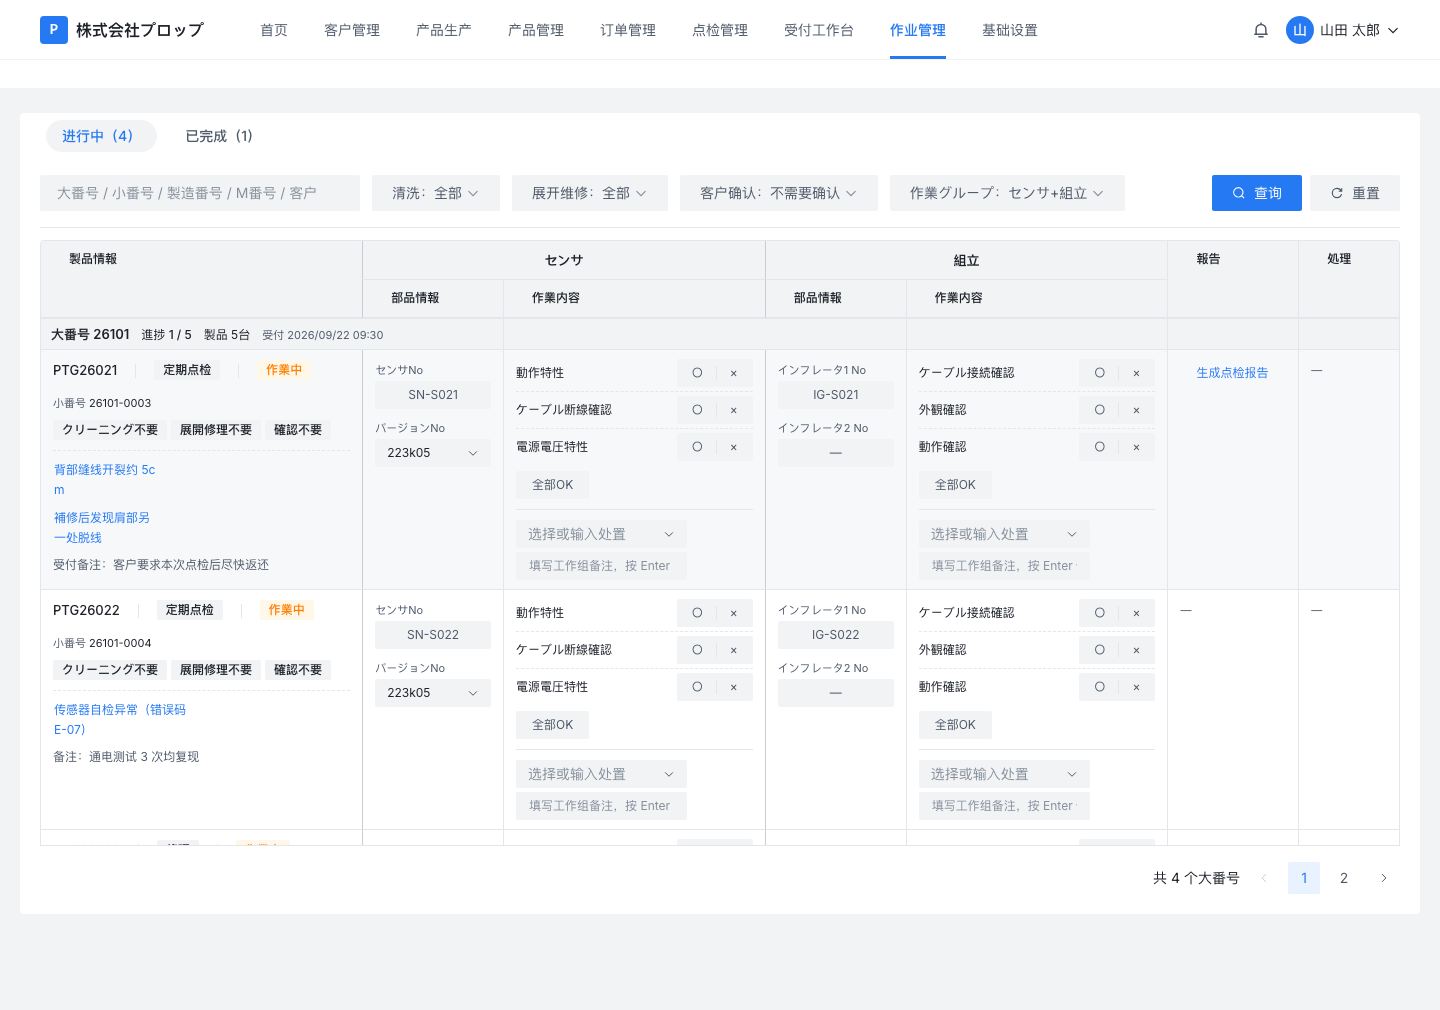 P 株式会社プロップ 首页 客户管理 产品生产 产品管理 订单管理 点检管理 受付工作台 作业管理 基础设置 山 山田 太郎
进行中（4） 已完成（1）
大番号 / 小番号 / 製造番号 / M番号 / 客户 清洗：全部 展开维修：全部 客户确认：不需要确认 作業グループ：センサ+組立 查询 重置
製品情報 センサ 組立 報告 処理
部品情報 作業内容 部品情報 作業内容
大番号 26101 進捗 1 / 5 製品 5台 受付 2026/09/22 09:30
PTG26021 定期点检 作業中 センサNo 動作特性 O × インフレータ1 No ケーブル接続確認 O × 生成点检报告 —
SN-S021 IG-S021
小番号 26101-0003 ケーブル断線確認 O × 外観確認 O ×
クリーニング不要 展開修理不要 確認不要 バージョンNo インフレータ2 No
223k05 電源電圧特性 O × — 動作確認 O ×
背部缝线开裂约 5c
m 全部OK 全部OK
補修后发现肩部另
一处脱线 选择或输入处置 选择或输入处置
受付备注：客户要求本次点检后尽快返还 填写工作组备注，按 Enter 填写工作组备注，按 Enter
PTG26022 定期点检 作業中 センサNo 動作特性 O × インフレータ1 No ケーブル接続確認 O × — —
SN-S022 IG-S022
小番号 26101-0004 ケーブル断線確認 O × 外観確認 O ×
クリーニング不要 展開修理不要 確認不要 バージョンNo インフレータ2 No
223k05 電源電圧特性 O × — 動作確認 O ×
传感器自检异常（错误码
E-07） 全部OK 全部OK
备注：通电测试 3 次均复现
选择或输入处置 选择或输入处置
填写工作组备注，按 Enter 填写工作组备注，按 Enter
共 4 个大番号 1 2